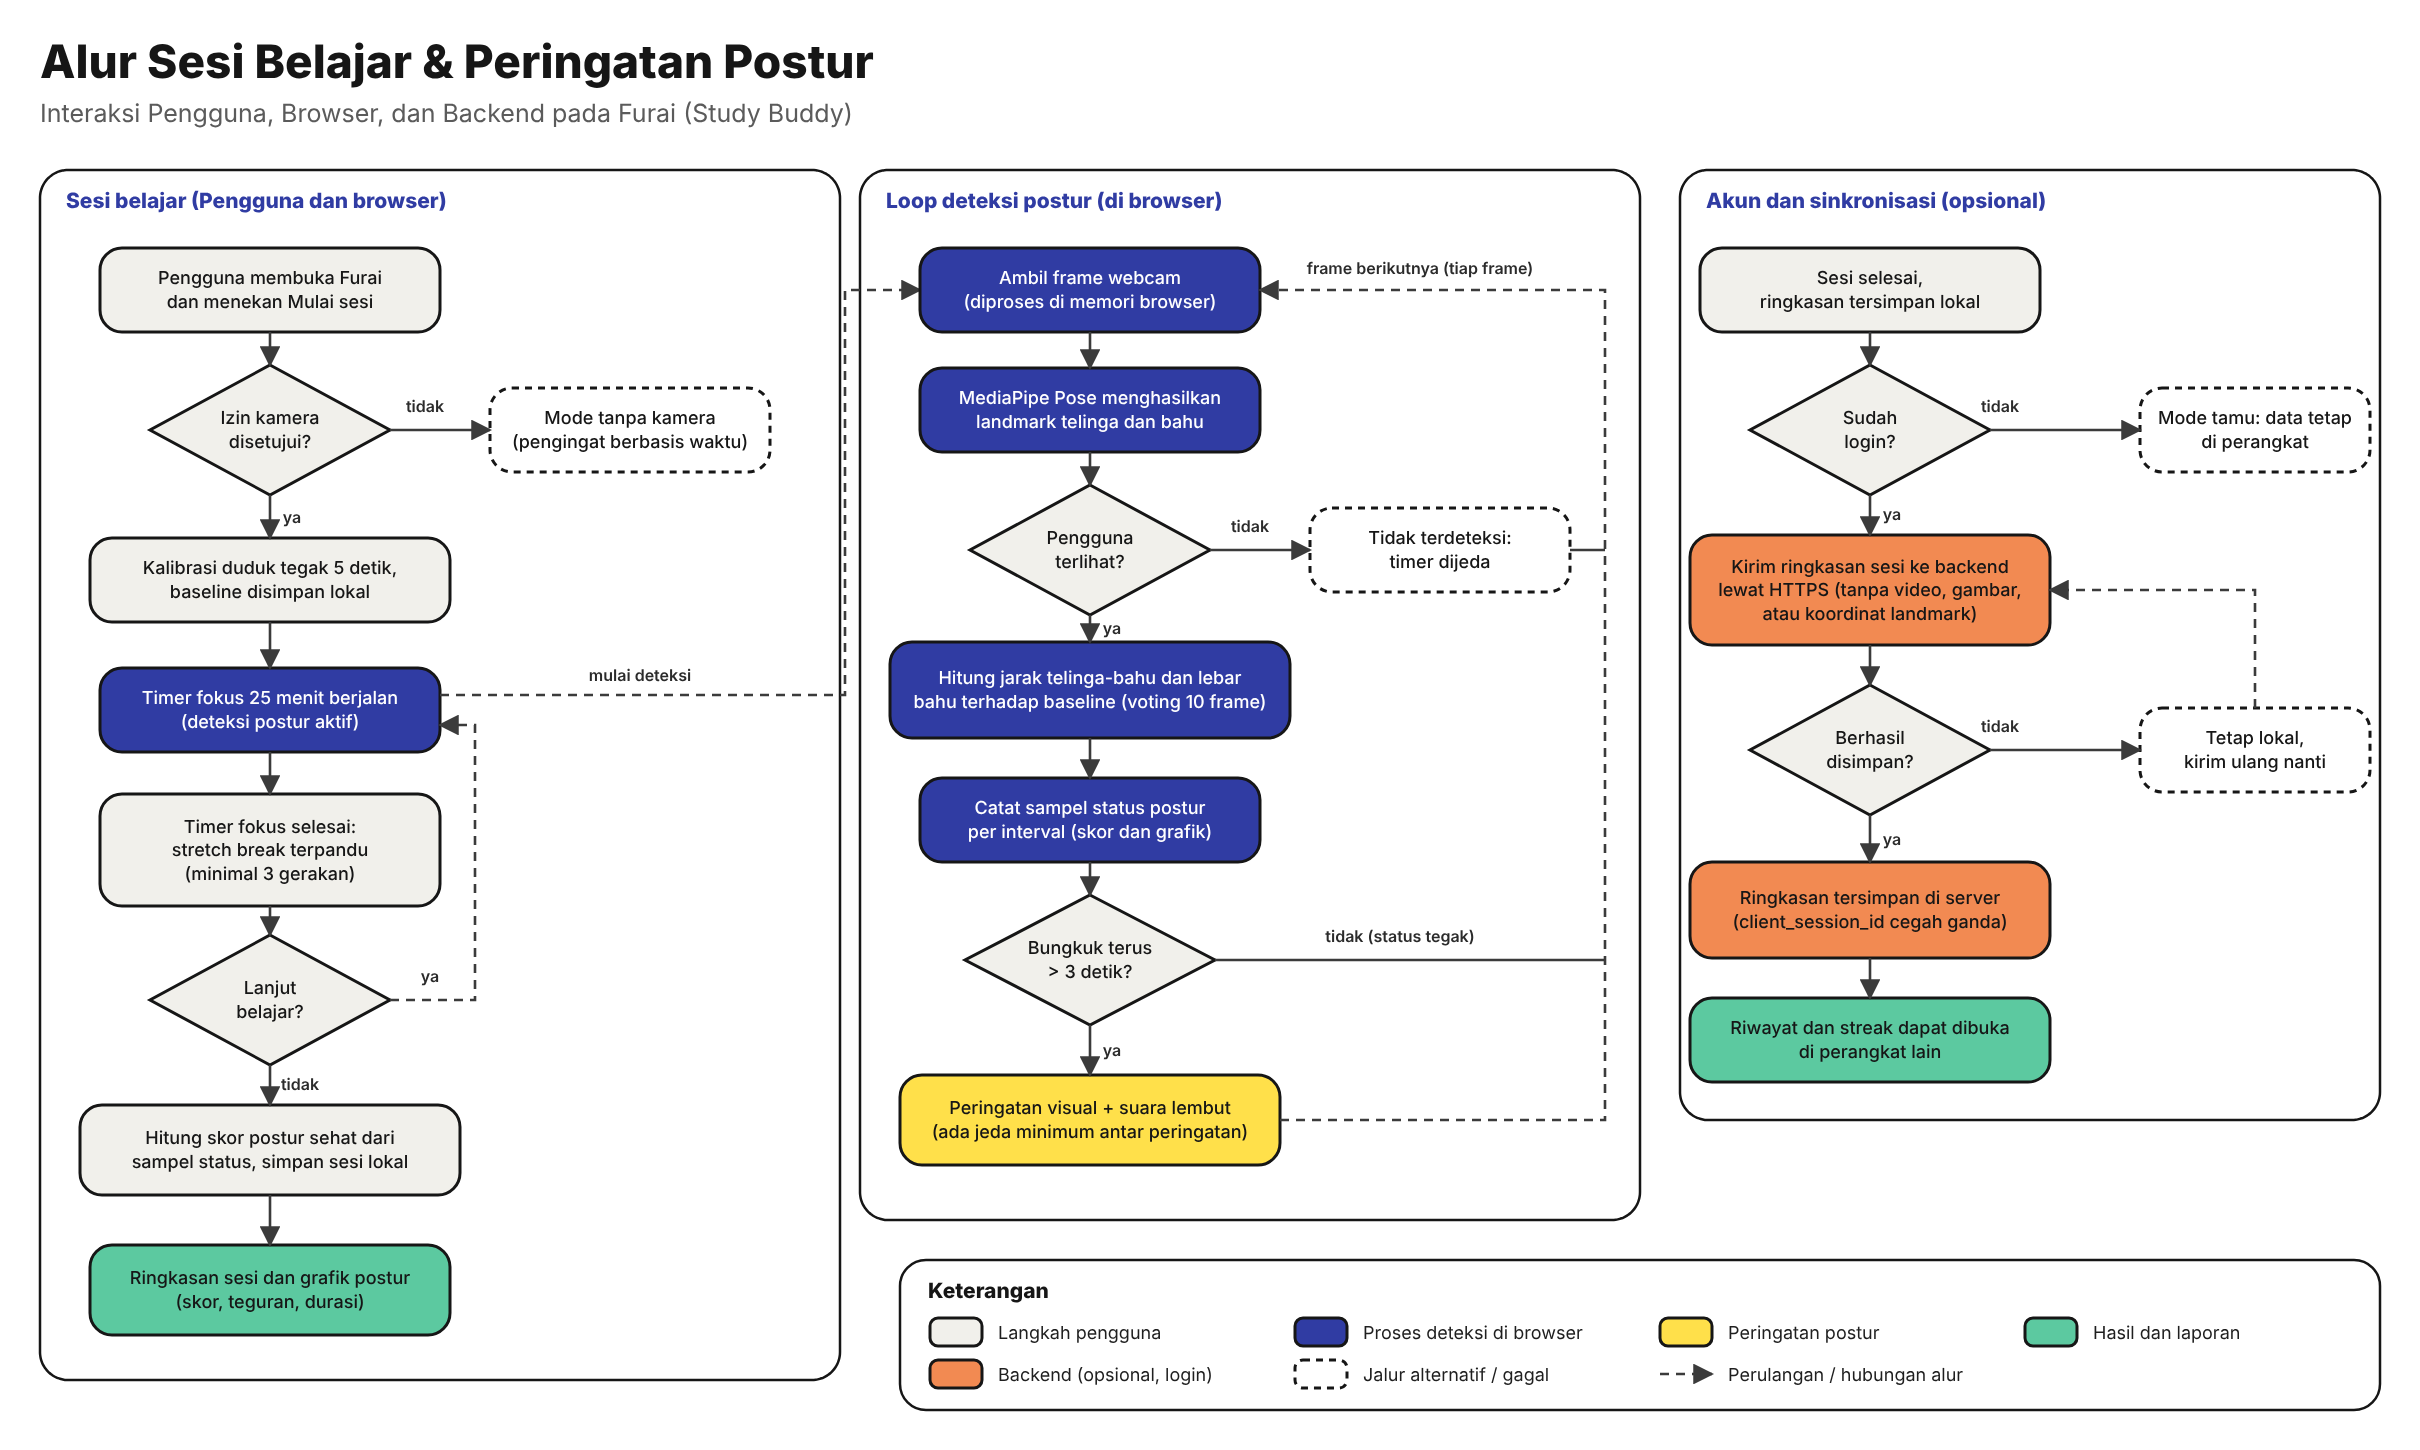 Alur Sesi Belajar & Peringatan Postur
Interaksi Pengguna, Browser, dan Backend pada Furai (Study Buddy)
Sesi belajar (Pengguna dan browser)
Pengguna membuka Furai
dan menekan Mulai sesi
Izin kamera
disetujui?
tidak
Mode tanpa kamera
(pengingat berbasis waktu)
ya
Kalibrasi duduk tegak 5 detik,
baseline disimpan lokal
Timer fokus 25 menit berjalan
(deteksi postur aktif)
mulai deteksi
Timer fokus selesai:
stretch break terpandu
(minimal 3 gerakan)
Lanjut
belajar?
ya
tidak
Hitung skor postur sehat dari
sampel status, simpan sesi lokal
Ringkasan sesi dan grafik postur
(skor, teguran, durasi)
Loop deteksi postur (di browser)
Ambil frame webcam
(diproses di memori browser)
frame berikutnya (tiap frame)
MediaPipe Pose menghasilkan
landmark telinga dan bahu
Pengguna
terlihat?
tidak
Tidak terdeteksi:
timer dijeda
ya
Hitung jarak telinga-bahu dan lebar
bahu terhadap baseline (voting 10 frame)
Catat sampel status postur
per interval (skor dan grafik)
Bungkuk terus
> 3 detik?
tidak (status tegak)
ya
Peringatan visual + suara lembut
(ada jeda minimum antar peringatan)
Akun dan sinkronisasi (opsional)
Sesi selesai,
ringkasan tersimpan lokal
Sudah
login?
tidak
Mode tamu: data tetap
di perangkat
ya
Kirim ringkasan sesi ke backend
lewat HTTPS (tanpa video, gambar,
atau koordinat landmark)
Berhasil
disimpan?
tidak
Tetap lokal,
kirim ulang nanti
ya
Ringkasan tersimpan di server
(client_session_id cegah ganda)
Riwayat dan streak dapat dibuka
di perangkat lain
Keterangan
Langkah pengguna
Proses deteksi di browser
Peringatan postur
Hasil dan laporan
Backend (opsional, login)
Jalur alternatif / gagal
Perulangan / hubungan alur